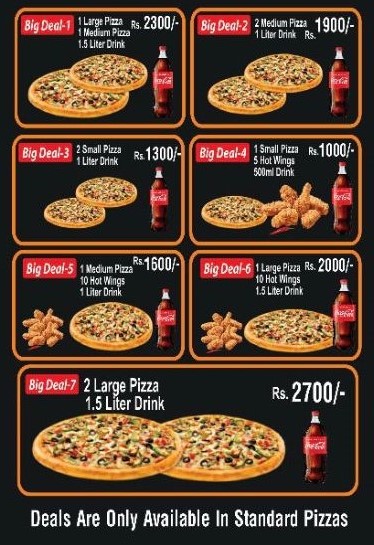 Big Deal-1 1 Large Pizza Rs. 2300/-
1 Medium Pizza
1.5 Liter Drink
Big Deal-2 2 Medium Pizza 1900/-
1 Liter Drink Rs.
Big Deal-3 2 Small Pizza Rs. 1300/-
1 Liter Drink
Big Deal-4 1 Small Pizza Rs. 1000/-
5 Hot Wings
500ml Drink
Big Deal-5 1 Medium Pizza Rs. 1600/-
10 Hot Wings
1 Liter Drink
Big Deal-6 1 Large Pizza Rs. 2000/-
10 Hot Wings
1.5 Liter Drink
Big Deal-7 2 Large Pizza Rs. 2700/-
1.5 Liter Drink
Deals Are Only Available In Standard Pizzas